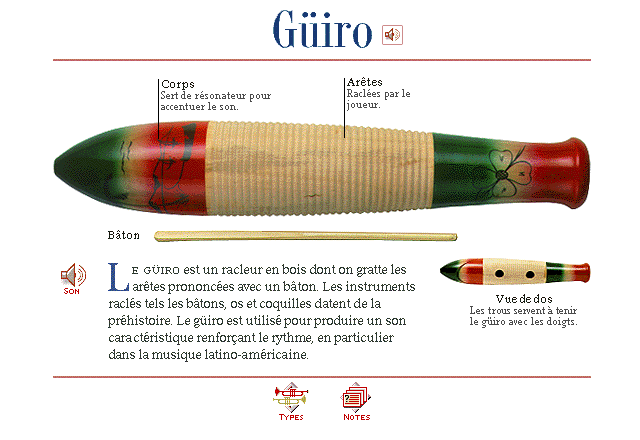 Güiro
Corps
Sert de résonateur pour
accentuer le son.
Arêtes
Raclées par le
joueur.
Bâton
Son
LE GÜIRO est un racleur en bois dont on gratte les
arêtes prononcées avec un bâton. Les instruments
raclés tels les bâtons, os et coquilles datent de la
préhistoire. Le güiro est utilisé pour produire un son
caractéristique renforçant le rythme, en particulier
dans la musique latino-américaine.
Vue de dos
Les trous servent à tenir
le güiro avec les doigts.
Types
Notes